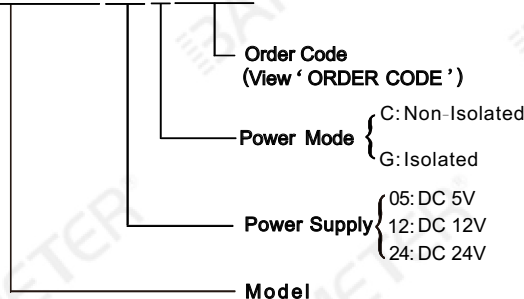 Order Code
(View ‘ ORDER CODE ’ )
Power Mode
C: Non-Isolated
G: Isolated
Power Supply
05: DC 5V
12: DC 12V
24: DC 24V
Model